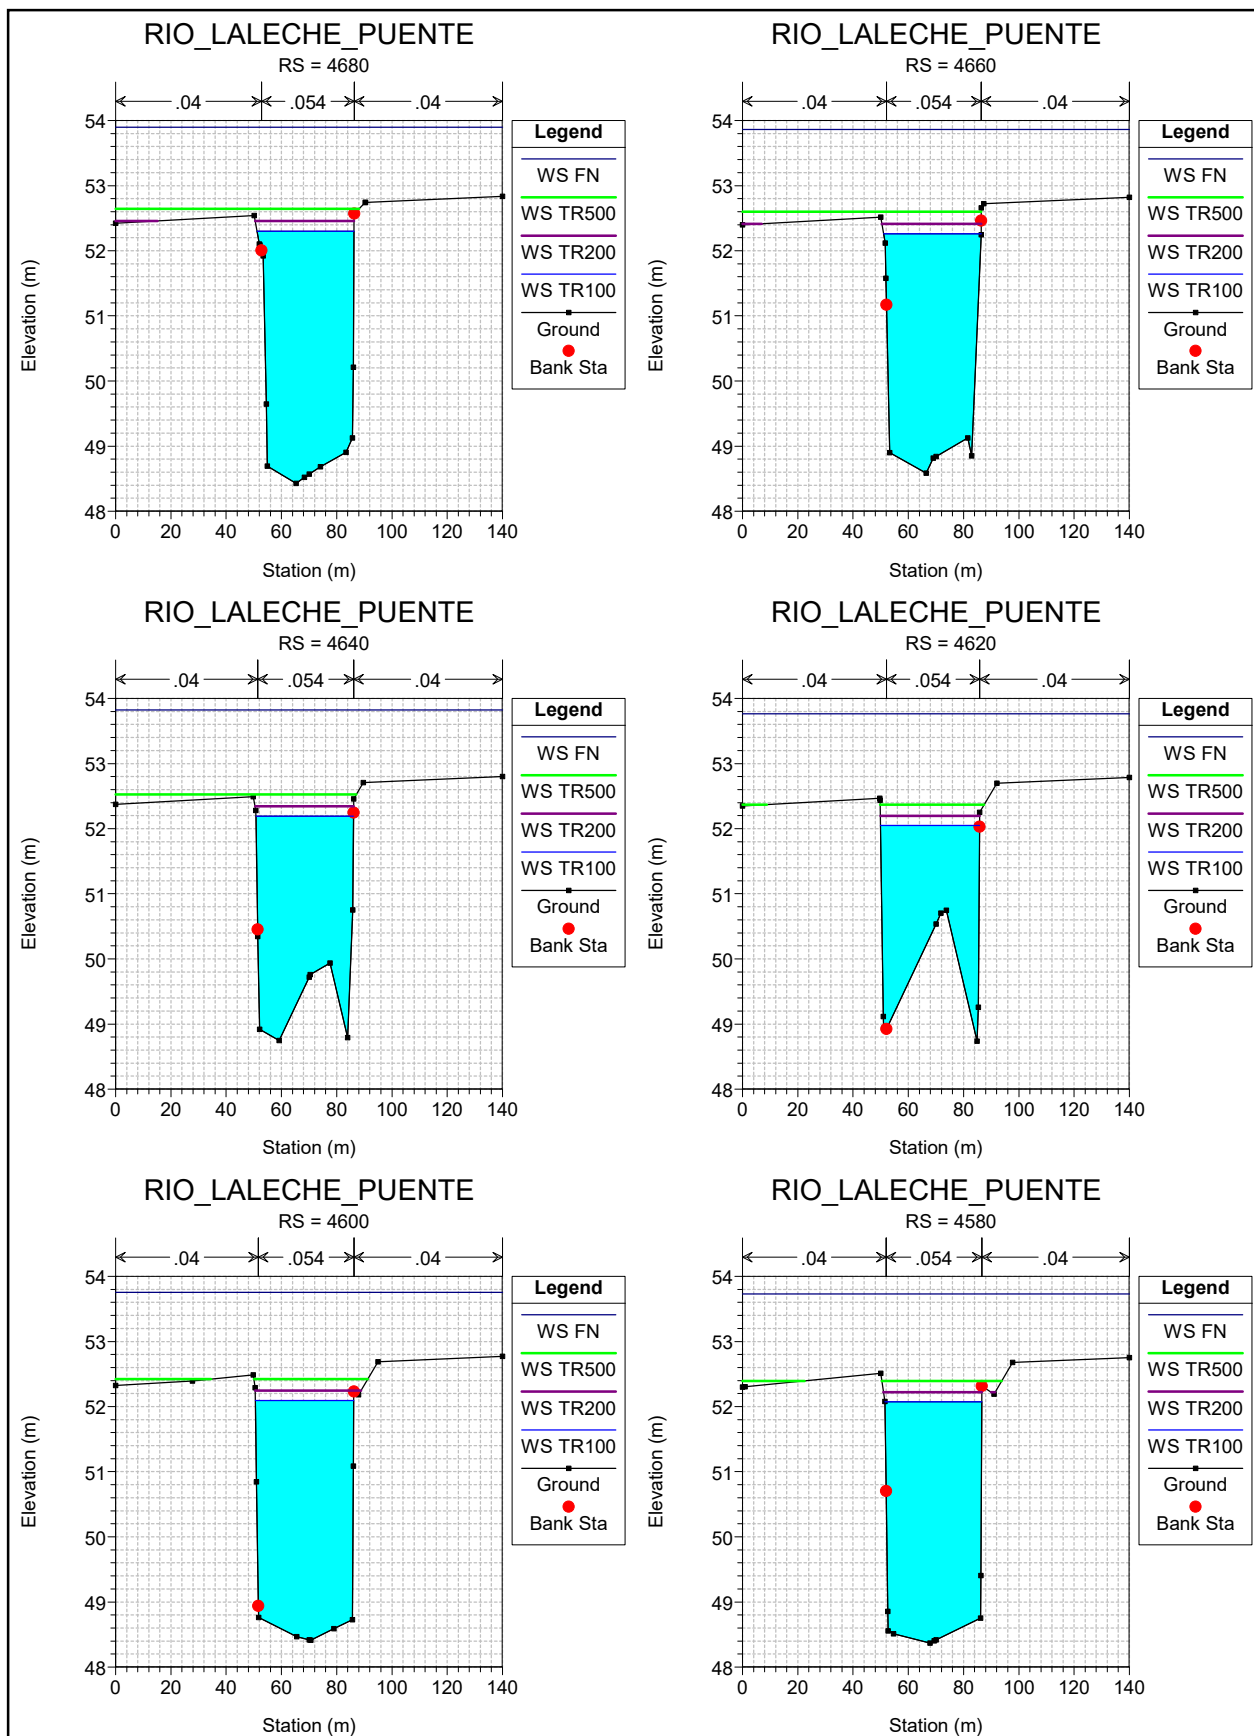 RIO_LALECHE_PUENTE
RS = 4680
.04 .054 .04
54
53
52
51
50
49
48
Elevation (m)
0 20 40 60 80 100 120 140
Station (m)
Legend
WS FN
WS TR500
WS TR200
WS TR100
Ground
Bank Sta
RIO_LALECHE_PUENTE
RS = 4660
.04 .054 .04
54
53
52
51
50
49
48
Elevation (m)
0 20 40 60 80 100 120 140
Station (m)
Legend
WS FN
WS TR500
WS TR200
WS TR100
Ground
Bank Sta
RIO_LALECHE_PUENTE
RS = 4640
.04 .054 .04
54
53
52
51
50
49
48
Elevation (m)
0 20 40 60 80 100 120 140
Station (m)
Legend
WS FN
WS TR500
WS TR200
WS TR100
Ground
Bank Sta
RIO_LALECHE_PUENTE
RS = 4620
.04 .054 .04
54
53
52
51
50
49
48
Elevation (m)
0 20 40 60 80 100 120 140
Station (m)
Legend
WS FN
WS TR500
WS TR200
WS TR100
Ground
Bank Sta
RIO_LALECHE_PUENTE
RS = 4600
.04 .054 .04
54
53
52
51
50
49
48
Elevation (m)
0 20 40 60 80 100 120 140
Station (m)
Legend
WS FN
WS TR500
WS TR200
WS TR100
Ground
Bank Sta
RIO_LALECHE_PUENTE
RS = 4580
.04 .054 .04
54
53
52
51
50
49
48
Elevation (m)
0 20 40 60 80 100 120 140
Station (m)
Legend
WS FN
WS TR500
WS TR200
WS TR100
Ground
Bank Sta